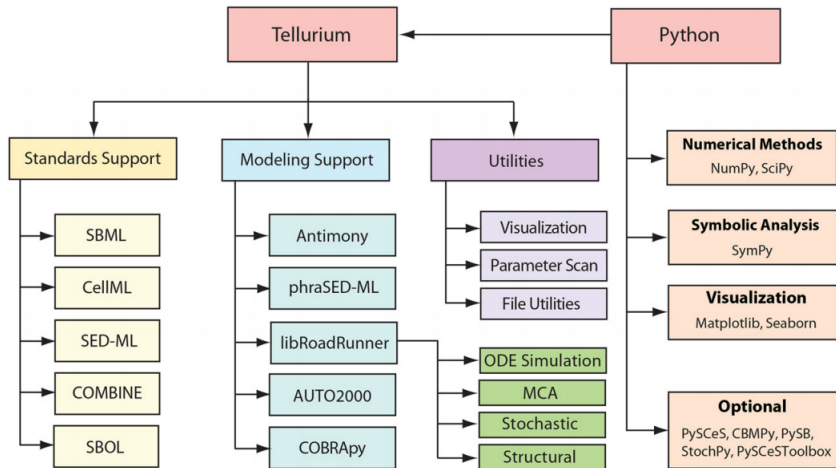 Tellurium
Python
Standards Support
Modeling Support
Utilities
SBML
CellML
SED-ML
COMBINE
SBOL
Antimony
phraSED-ML
libRoadRunner
AUTO2000
COBRApy
Visualization
Parameter Scan
File Utilities
ODE Simulation
MCA
Stochastic
Structural
Numerical Methods
NumPy, SciPy
Symbolic Analysis
SymPy
Visualization
Matplotlib, Seaborn
Optional
PySCeS, CBMPy, PySB,
StochPy, PySCeSToolbox